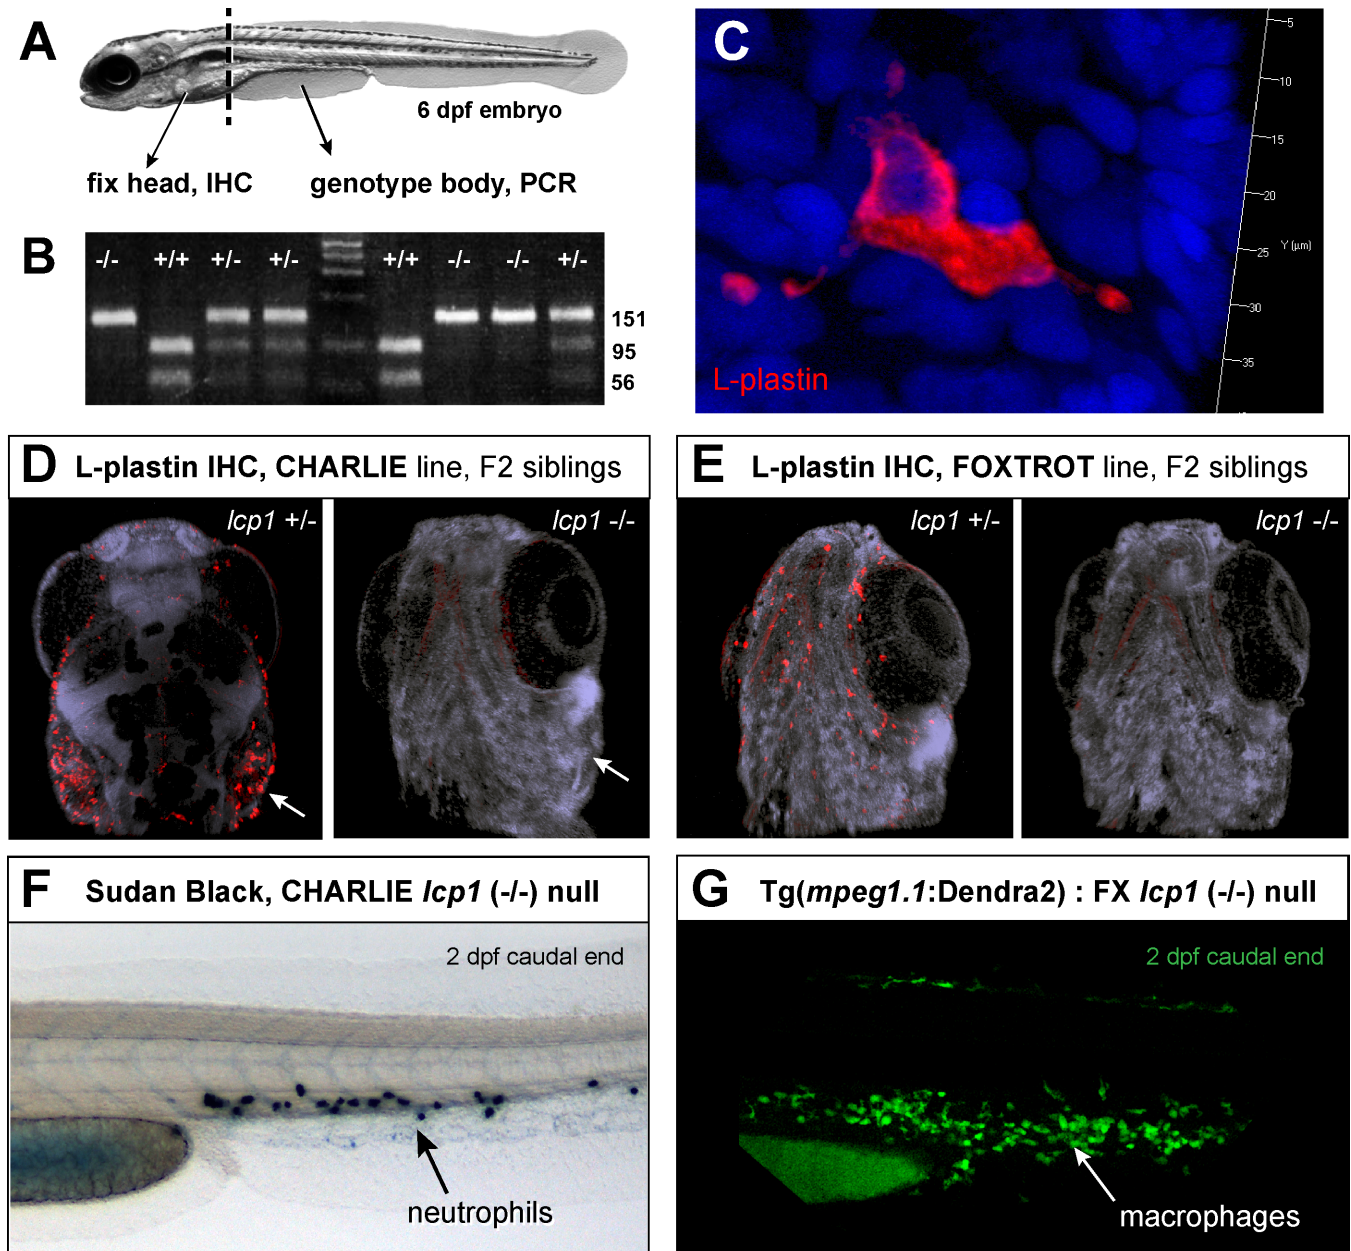 A
6 dpf embryo
fix head, IHC
genotype body, PCR
B
-/- +/+ +/- +/- +/+ -/- -/- +/-
151
95
56
C
5
10
15
20
Y (μm)
25
30
35
L-plastin
D L-plastin IHC, CHARLIE line, F2 siblings
lcp1 +/-
lcp1 -/-
E L-plastin IHC, FOXTROT line, F2 siblings
lcp1 +/-
lcp1 -/-
F Sudan Black, CHARLIE lcp1 (-/-) null
2 dpf caudal end
neutrophils
G Tg(mpeg1.1:Dendra2) : FX lcp1 (-/-) null
2 dpf caudal end
macrophages